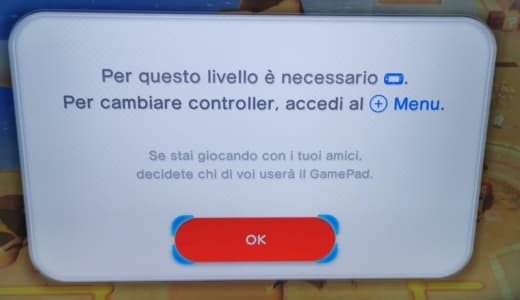 Per questo livello è necessario .
Per cambiare controller, accedi al + Menu.
Se stai giocando con i tuoi amici,
decidete chi di voi userà il GamePad.
OK